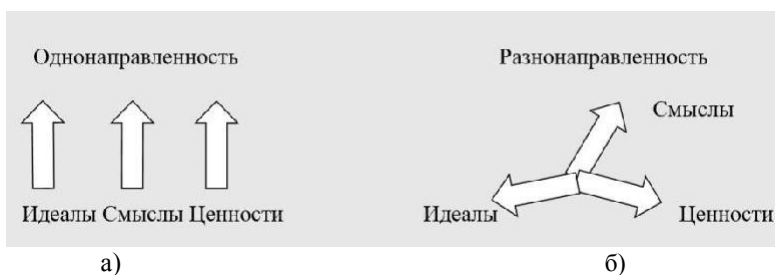 Однонаправленность
Идеалы Смыслы Ценности
а)
Разнонаправленность
Смыслы
Идеалы
Ценности
б)